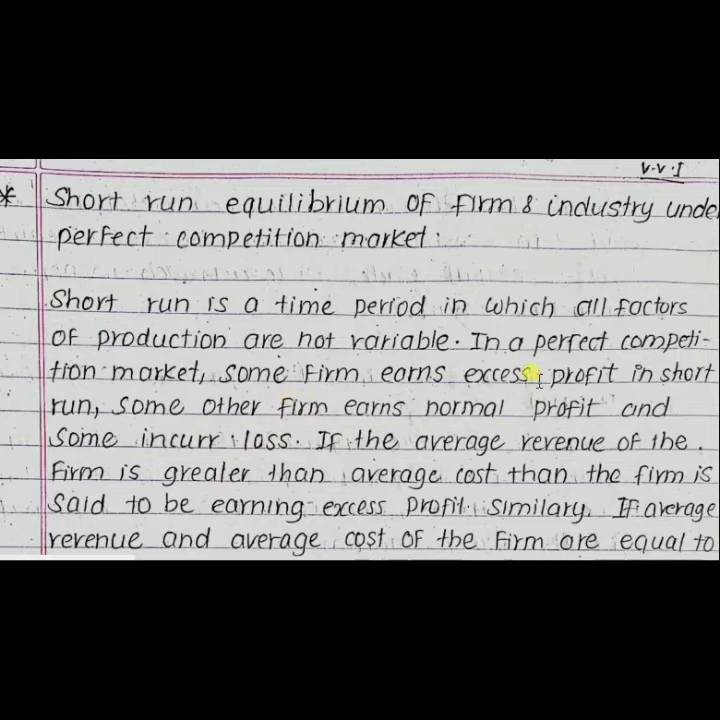 V.V.I
* Short run equilibrium of firm & industry unde
perfect competition market:
Short run is a time period in which all factors
of production are not variable. In a perfect competi-
tion market, some firm earns excess profit in short
run, some other firm earns normal profit and
some incurr loss. If the average revenue of the.
Firm is greater than average cost than the firm is
said to be earning excess profit. Similary, If average
revenue and average cost of the firm are equal to